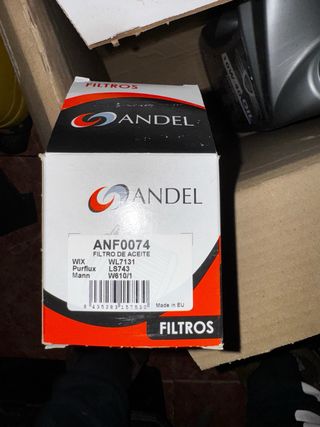 FILTROS
ANDEL
ANDEL
ANF0074
FILTRO DE ACEITE
WIX WL7131
Purflux LS743
Mann W610/1
Made in EU
FILTROS